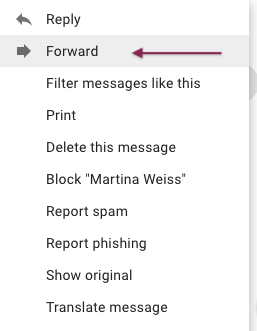 Reply
Forward
Filter messages like this
Print
Delete this message
Block "Martina Weiss"
Report spam
Report phishing
Show original
Translate message